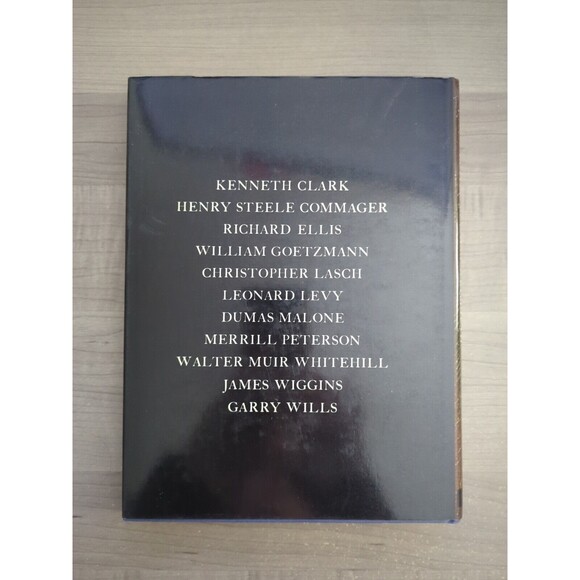 KENNETH CLARK
HENRY STEELE COMMAGER
RICHARD ELLIS
WILLIAM GOETZMANN
CHRISTOPHER LASCH
LEONARD LEVY
DUMAS MALONE
MERRILL PETERSON
WALTER MUIR WHITEHILL
JAMES WIGGINS
GARRY WILLS